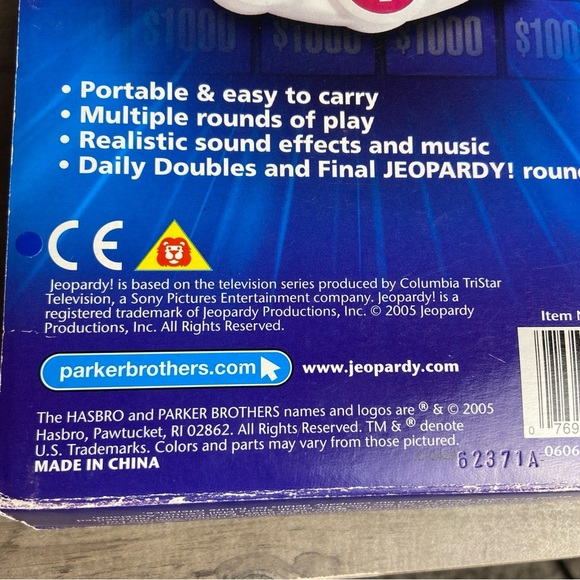 $1000 $1000 $1000 $100
• Portable & easy to carry
• Multiple rounds of play
• Realistic sound effects and music
• Daily Doubles and Final JEOPARDY! roun
CE
Jeopardy! is based on the television series produced by Columbia TriStar
Television, a Sony Pictures Entertainment company. Jeopardy! is a
registered trademark of Jeopardy Productions, Inc. © 2005 Jeopardy
Productions, Inc. All Rights Reserved.
Item N
parkerbrothers.com www.jeopardy.com
0 769
The HASBRO and PARKER BROTHERS names and logos are ® & © 2005
Hasbro, Pawtucket, RI 02862. All Rights Reserved. TM & ® denote
U.S. Trademarks. Colors and parts may vary from those pictured.
0606
MADE IN CHINA
62371A